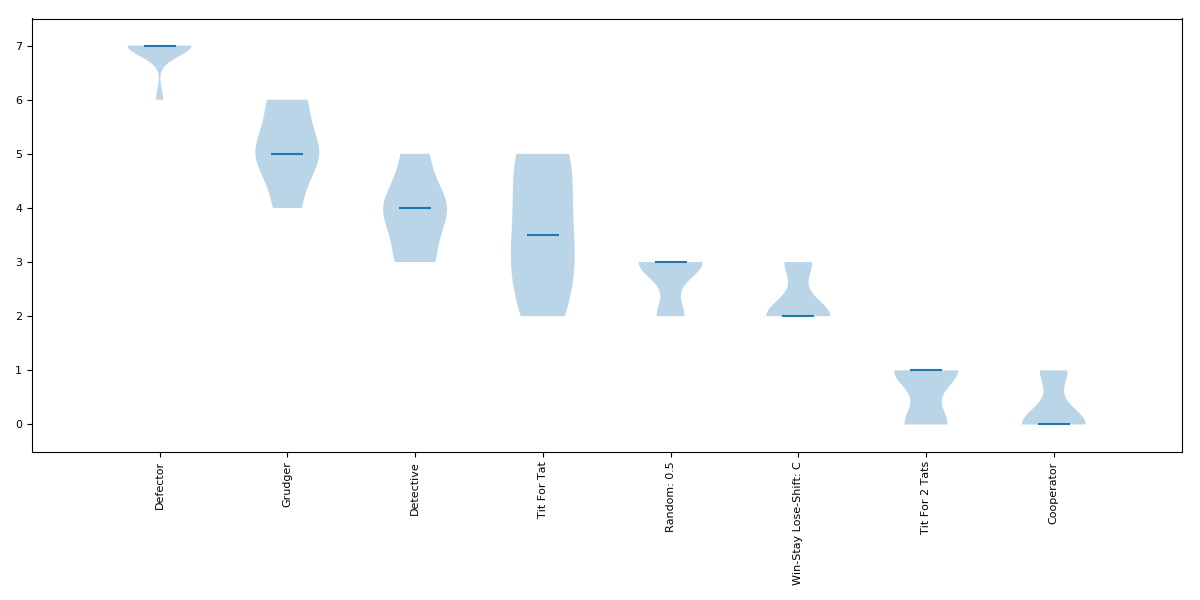 7
6
5
4
3
2
1
0
Defector
Grudger
Detective
Tit For Tat
Random: 0.5
Win-Stay Lose-Shift: C
Tit For 2 Tats
Cooperator